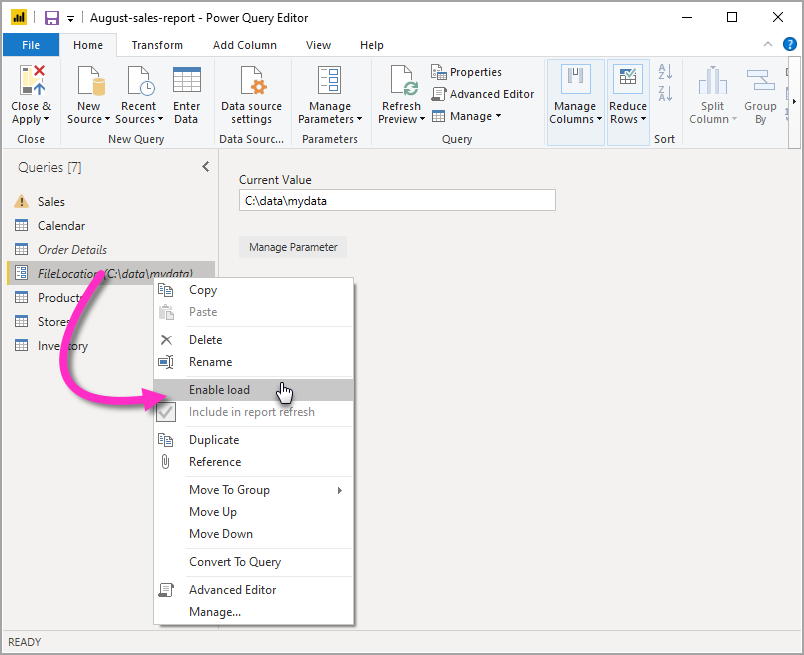 August-sales-report - Power Query Editor
File Home Transform Add Column View Help ?
Close & Apply
New Source
Recent Sources
Enter Data
Data source settings
Manage Parameters
Refresh Preview
Properties
Advanced Editor
Manage
Manage Columns
Reduce Rows
Split Column
Group By
Close New Query Data Sourc... Parameters Query Sort
Queries [7]
Sales
Calendar
Order Details
FileLocation (C:\data\mydata)
Product
Stores
Inventory
Current Value
C:\data\mydata
Manage Parameter
Copy
Paste
Delete
Rename
Enable load
Include in report refresh
Duplicate
Reference
Move To Group
Move Up
Move Down
Convert To Query
Advanced Editor
Manage...
READY